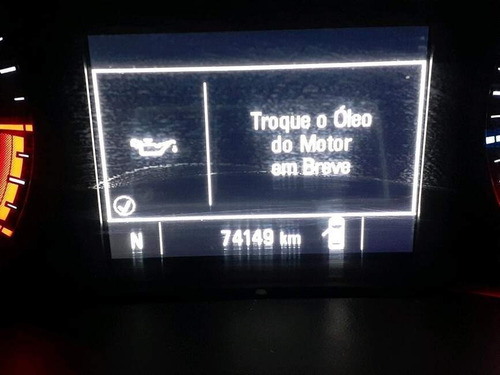 Troque o Óleo
do Motor
em Breve
N 74149 km